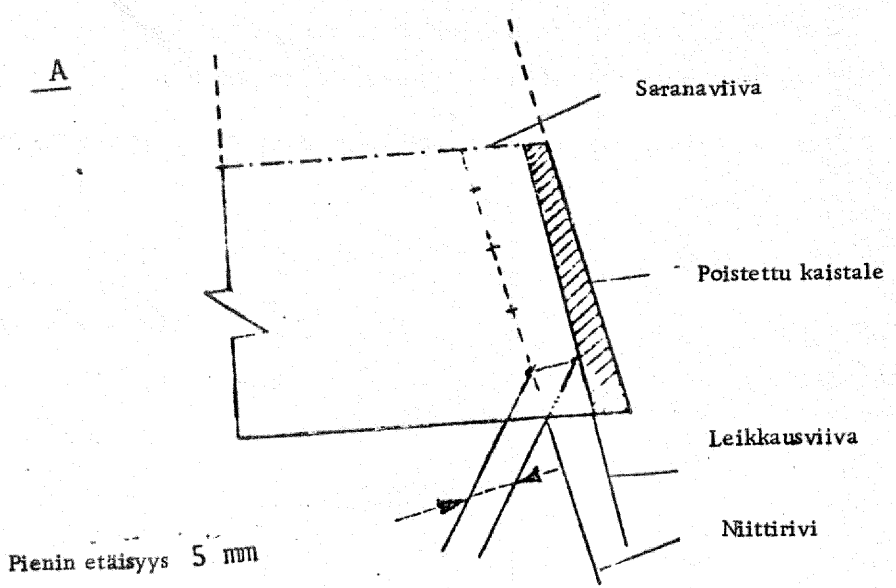 A
Saranaviiva
Poistettu kaistale
Leikkausviiva
Niittirivi
Pienin etäisyys 5 mm